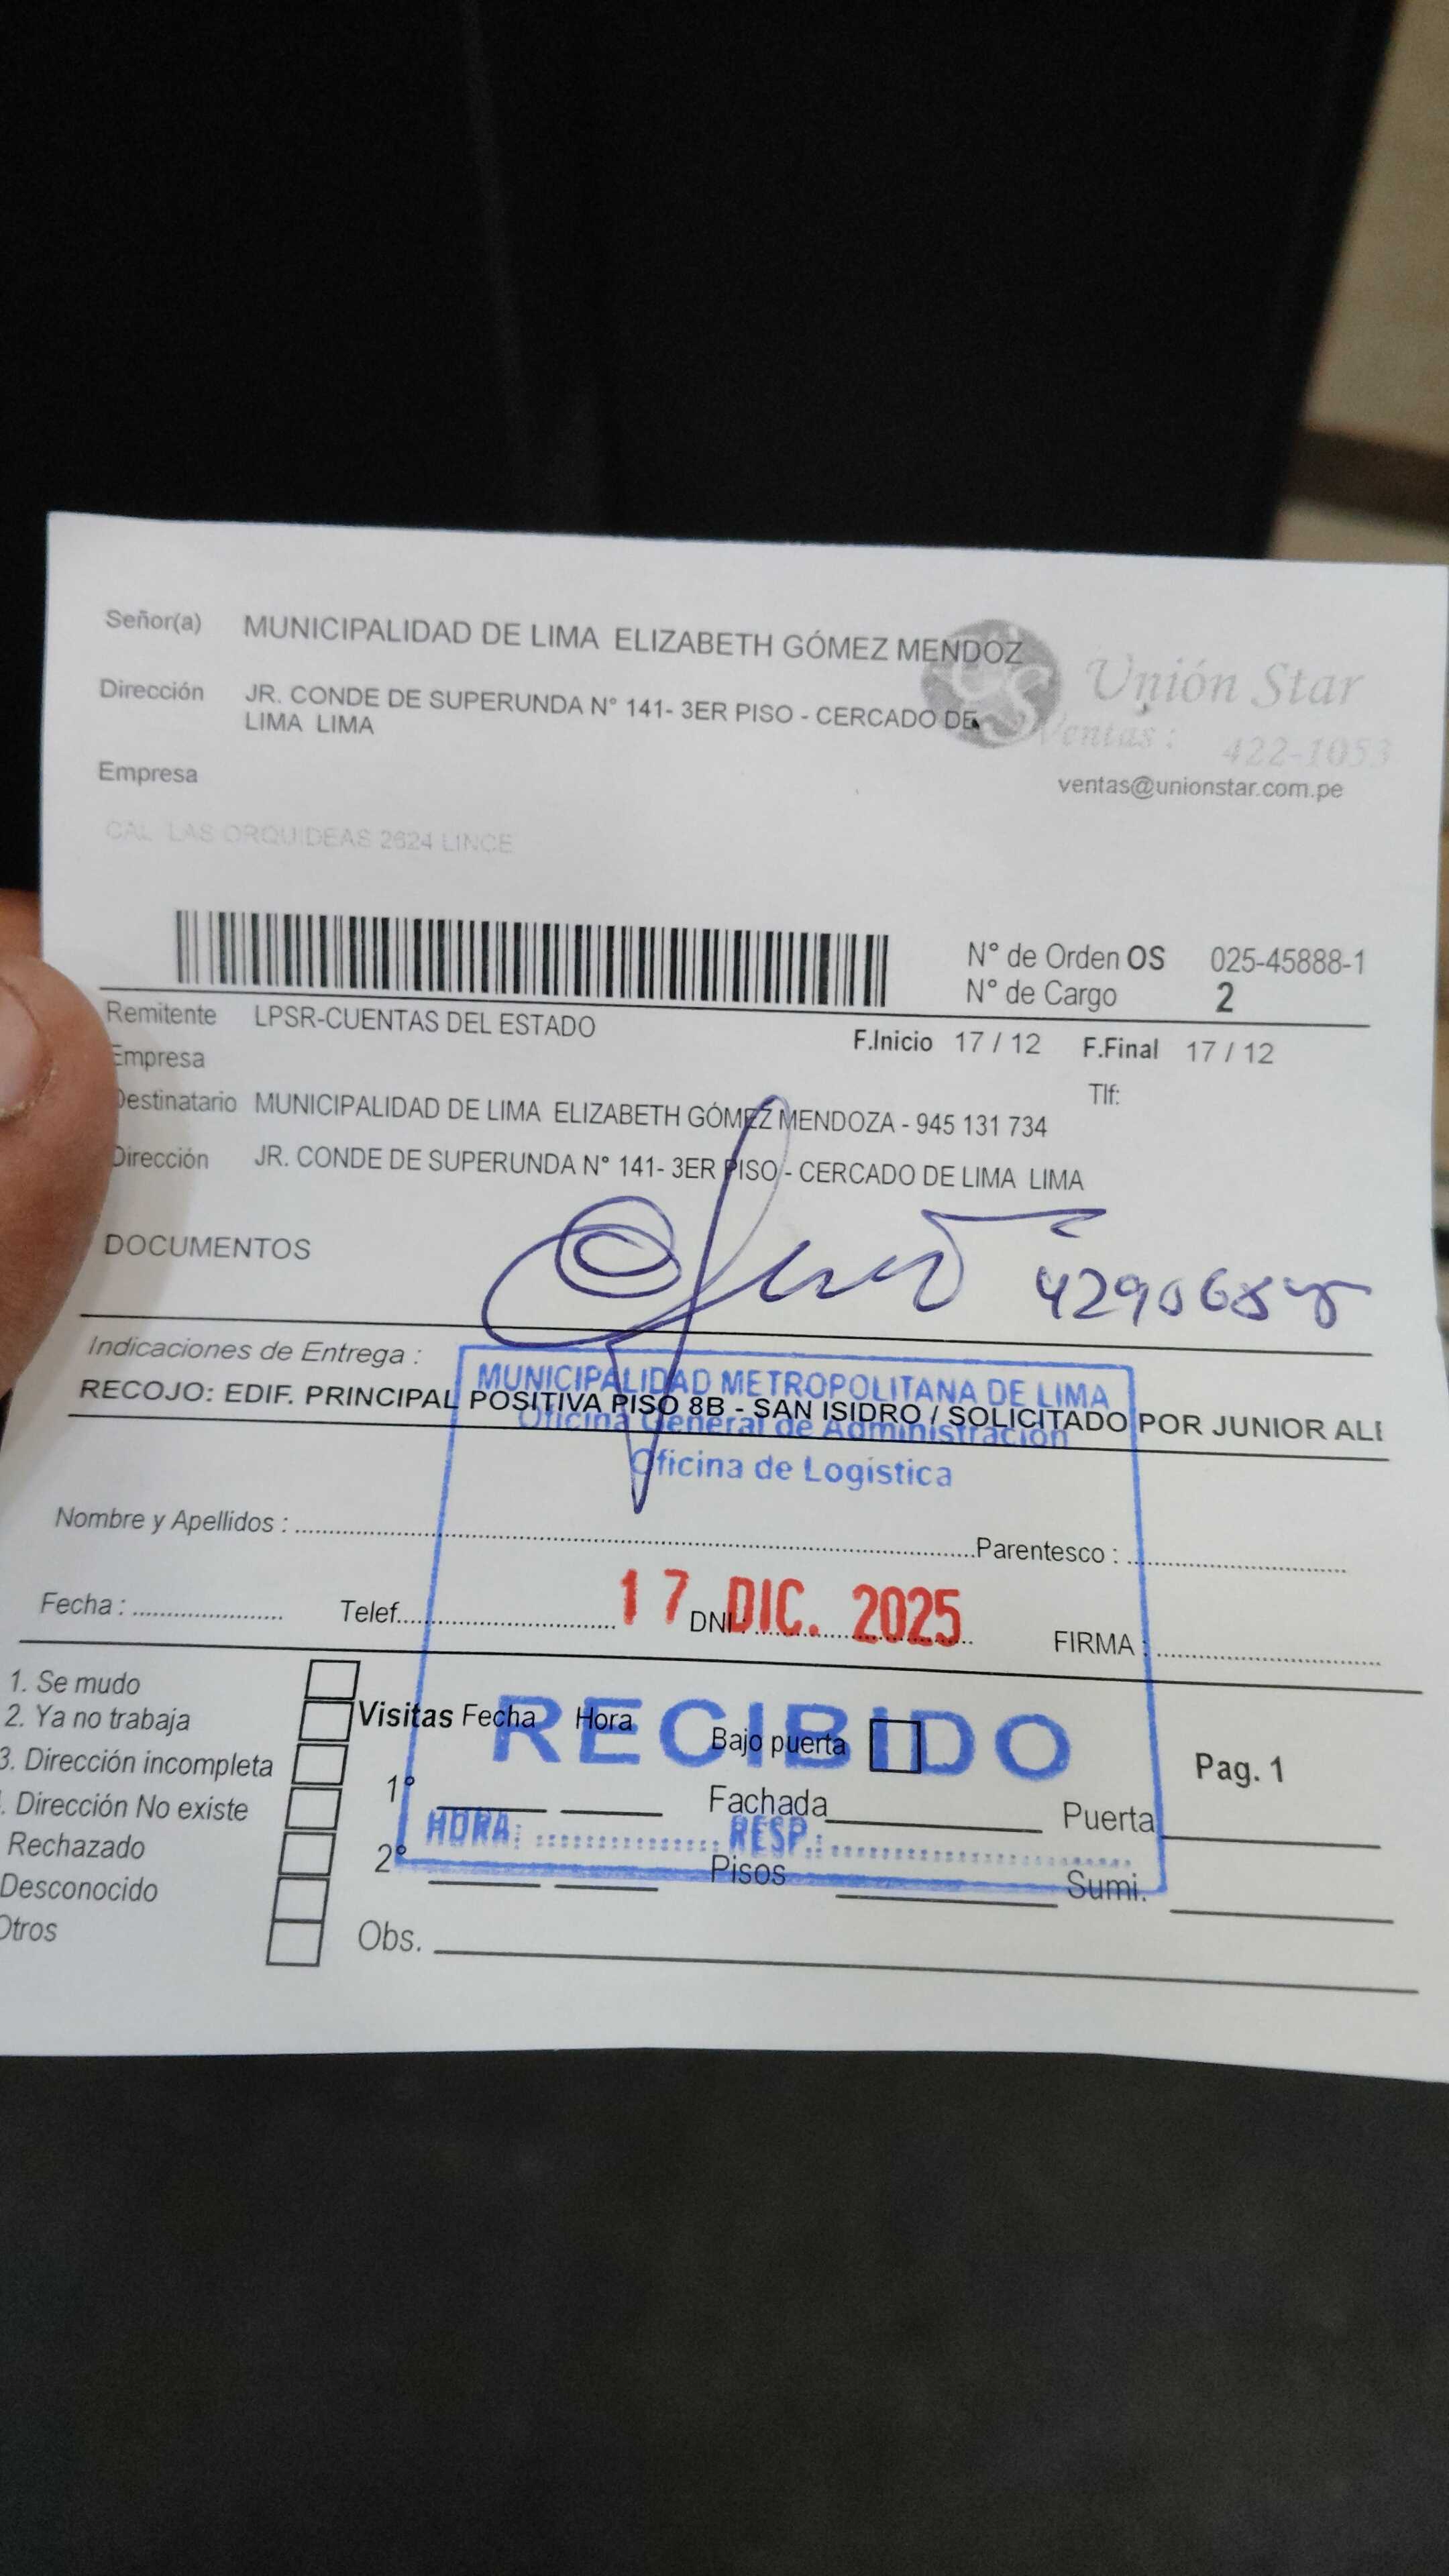 Señor(a) MUNICIPALIDAD DE LIMA ELIZABETH GÓMEZ MENDOZ
Unión Star
Dirección JR. CONDE DE SUPERUNDA N° 141- 3ER PISO - CERCADO DE
LIMA LIMA
Ventas: 422-1053
Empresa
ventas@unionstar.com.pe
CAL LAS ORQUIDEAS 2624 LINCE
N° de Orden OS 025-45888-1
N° de Cargo 2
Remitente LPSR-CUENTAS DEL ESTADO
F.Inicio 17 / 12 F.Final 17 / 12
Empresa
Tlf:
Destinatario MUNICIPALIDAD DE LIMA ELIZABETH GÓMEZ MENDOZA - 945 131 734
Dirección JR. CONDE DE SUPERUNDA N° 141- 3ER PISO - CERCADO DE LIMA LIMA
DOCUMENTOS
Indicaciones de Entrega :
MUNICIPALIDAD METROPOLITANA DE LIMA
RECOJO: EDIF. PRINCIPAL POSITIVA PISO 8B - SAN ISIDRO / SOLICITADO POR JUNIOR ALI
Oficina General de Administración
Oficina de Logística
Nombre y Apellidos : Parentesco :
17 DIC. 2025
Fecha : Telef. DNI : FIRMA :
1. Se mudo
2. Ya no trabaja
3. Dirección incompleta
. Dirección No existe
Rechazado
Desconocido
Otros
Visitas Fecha Hora
RECIBIDO
Bajo puerta
Pag. 1
1°
Fachada
Puerta
HORA: RESP.:
2°
Pisos
Sumi.
Obs.